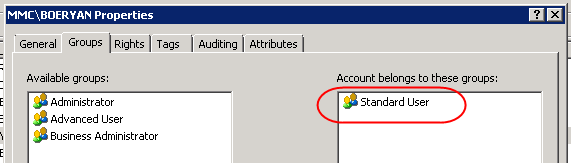 MMC\BOERYAN Properties
General Groups Rights Tags Auditing Attributes
Available groups: Account belongs to these groups:
Administrator Standard User
Advanced User
Business Administrator